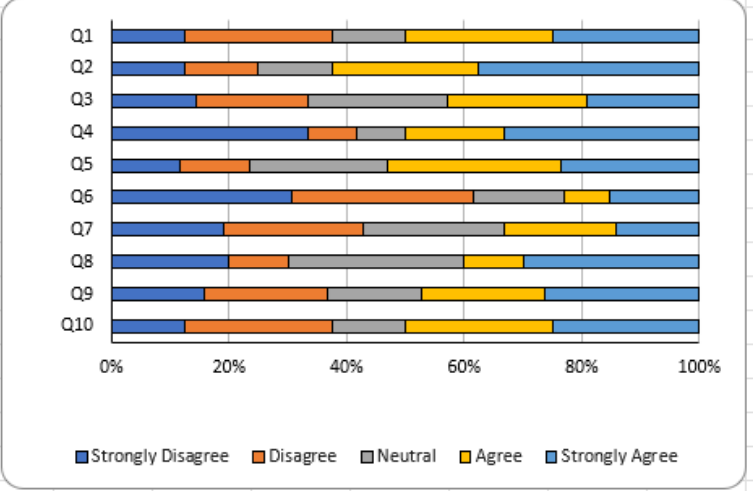 Q1
Q2
Q3
Q4
Q5
Q6
Q7
Q8
Q9
Q10
0% 20% 40% 60% 80% 100%
Strongly Disagree Disagree Neutral Agree Strongly Agree